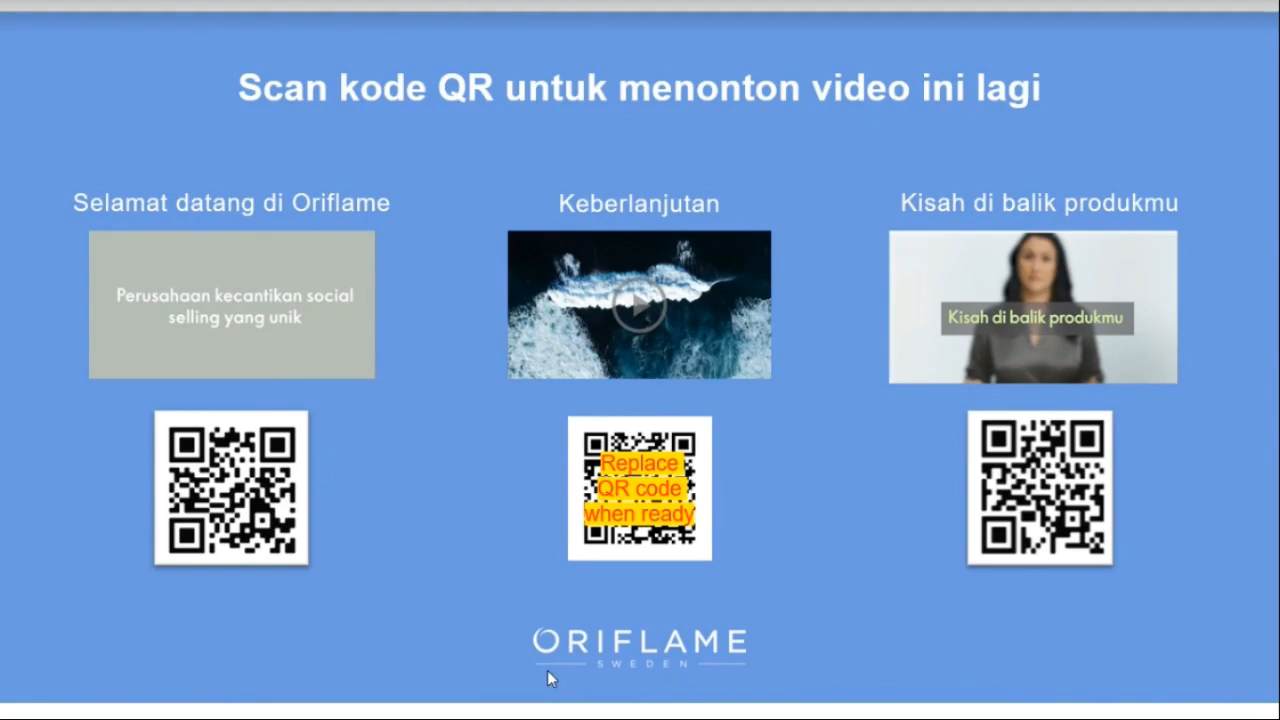 Scan kode QR untuk menonton video ini lagi
Selamat datang di Oriflame
Perusahaan kecantikan social
selling yang unik
Keberlanjutan
Kisah di balik produkmu
Kisah di balik produkmu
Replace
QR code
when ready
ORIFLAME
SWEDEN